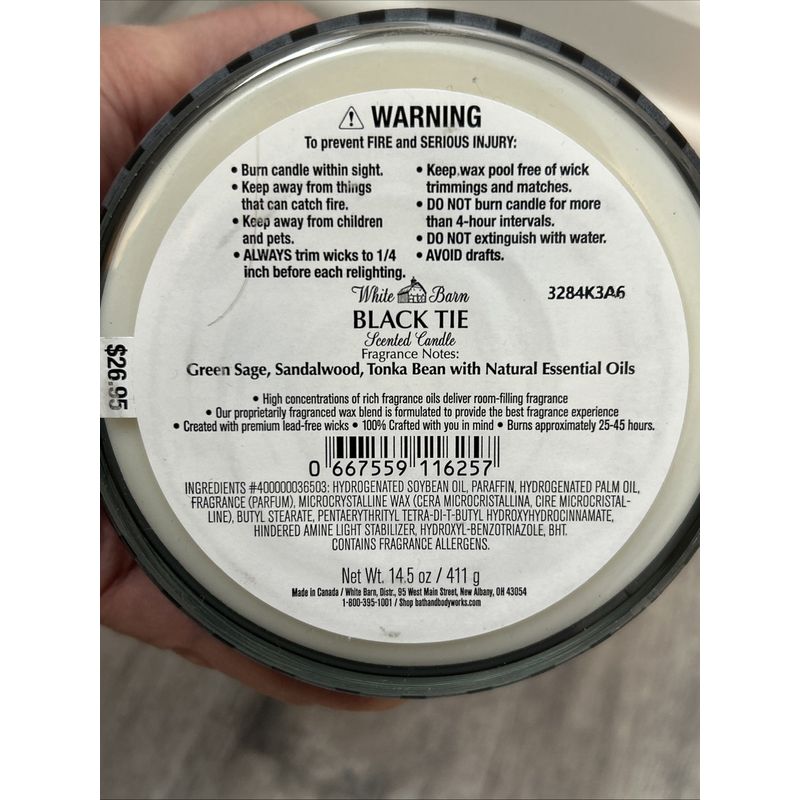 ⚠ WARNING
To prevent FIRE and SERIOUS INJURY:
• Burn candle within sight.
• Keep away from things
that can catch fire.
• Keep away from children
and pets.
• ALWAYS trim wicks to 1/4
inch before each relighting.
• Keep wax pool free of wick
trimmings and matches.
• DO NOT burn candle for more
than 4-hour intervals.
• DO NOT extinguish with water.
• AVOID drafts.
White Barn
3284K3A6
BLACK TIE
Scented Candle
Fragrance Notes:
Green Sage, Sandalwood, Tonka Bean with Natural Essential Oils
$26.95
• High concentrations of rich fragrance oils deliver room-filling fragrance
• Our proprietarily fragranced wax blend is formulated to provide the best fragrance experience
• Created with premium lead-free wicks • 100% Crafted with you in mind • Burns approximately 25-45 hours.
0 667559 116257
INGREDIENTS #400000036503: HYDROGENATED SOYBEAN OIL, PARAFFIN, HYDROGENATED PALM OIL,
FRAGRANCE (PARFUM), MICROCRYSTALLINE WAX (CERA MICROCRISTALLINA, CIRE MICROCRISTAL-
LINE), BUTYL STEARATE, PENTAERYTHRITYL TETRA-DI-T-BUTYL HYDROXYHYDROCINNAMATE,
HINDERED AMINE LIGHT STABILIZER, HYDROXYL-BENZOTRIAZOLE, BHT.
CONTAINS FRAGRANCE ALLERGENS.
Net Wt. 14.5 oz / 411 g
Made in Canada / White Barn, Distr., 95 West Main Street, New Albany, OH 43054
1-800-395-1001 / Shop bathandbodyworks.com